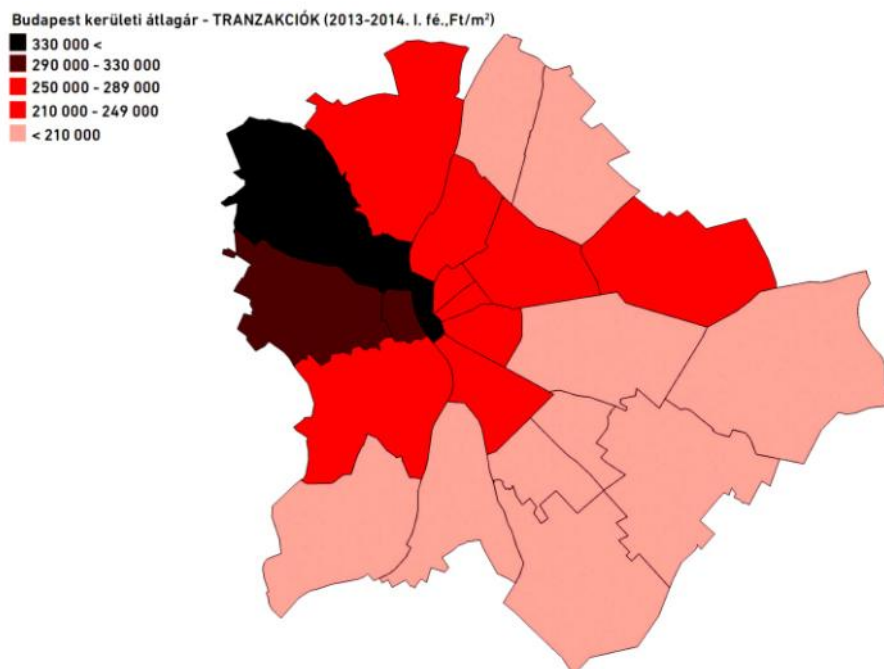 Budapest kerületi átlagár - TRANZAKCIÓK (2013-2014. I. fé.,Ft/m²)
330 000 <
290 000 - 330 000
250 000 - 289 000
210 000 - 249 000
< 210 000